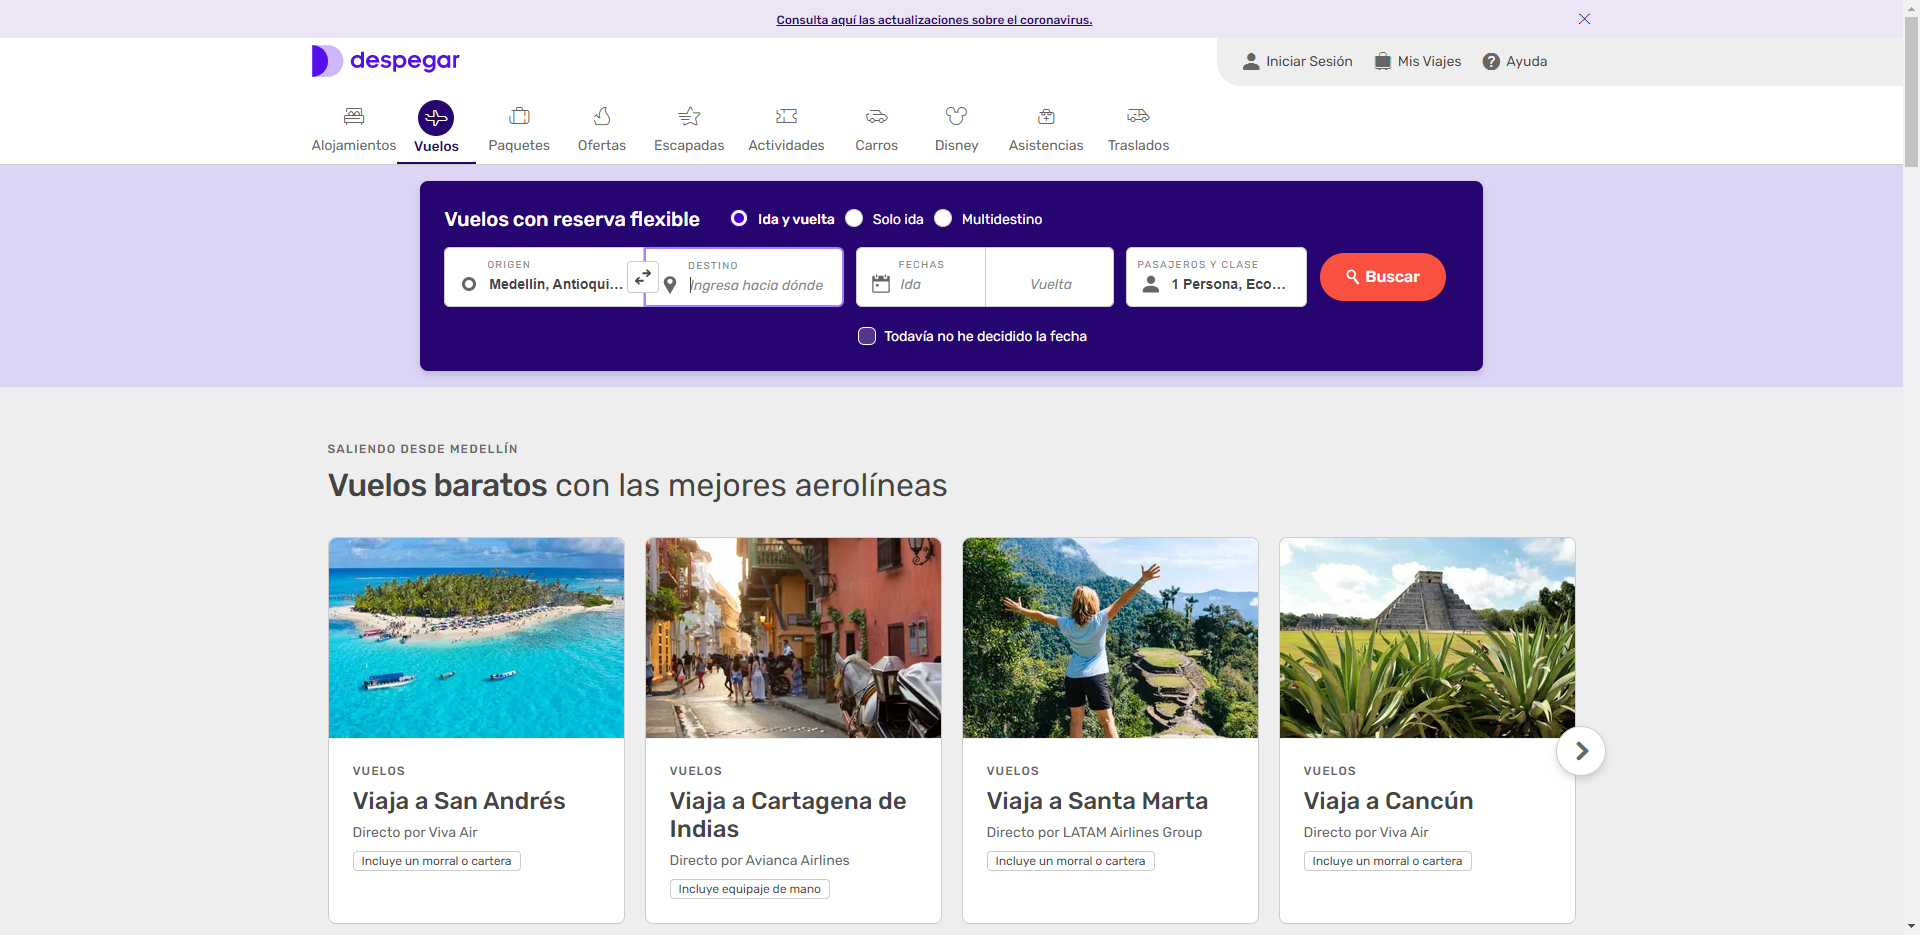 Consulta aquí las actualizaciones sobre el coronavirus.
despegar
Iniciar Sesión
Mis Viajes
Ayuda
Alojamientos
Vuelos
Paquetes
Ofertas
Escapadas
Actividades
Carros
Disney
Asistencias
Traslados
Vuelos con reserva flexible
Ida y vuelta
Solo ida
Multidestino
ORIGEN
Medellín, Antioqui...
DESTINO
Ingresa hacia dónde
FECHAS
Ida
Vuelta
PASAJEROS Y CLASE
1 Persona, Eco...
Buscar
Todavía no he decidido la fecha
SALIENDO DESDE MEDELLÍN
Vuelos baratos con las mejores aerolíneas
VUELOS
Viaja a San Andrés
Directo por Viva Air
Incluye un morral o cartera
VUELOS
Viaja a Cartagena de
Indias
Directo por Avianca Airlines
Incluye equipaje de mano
VUELOS
Viaja a Santa Marta
Directo por LATAM Airlines Group
Incluye un morral o cartera
VUELOS
Viaja a Cancún
Directo por Viva Air
Incluye un morral o cartera